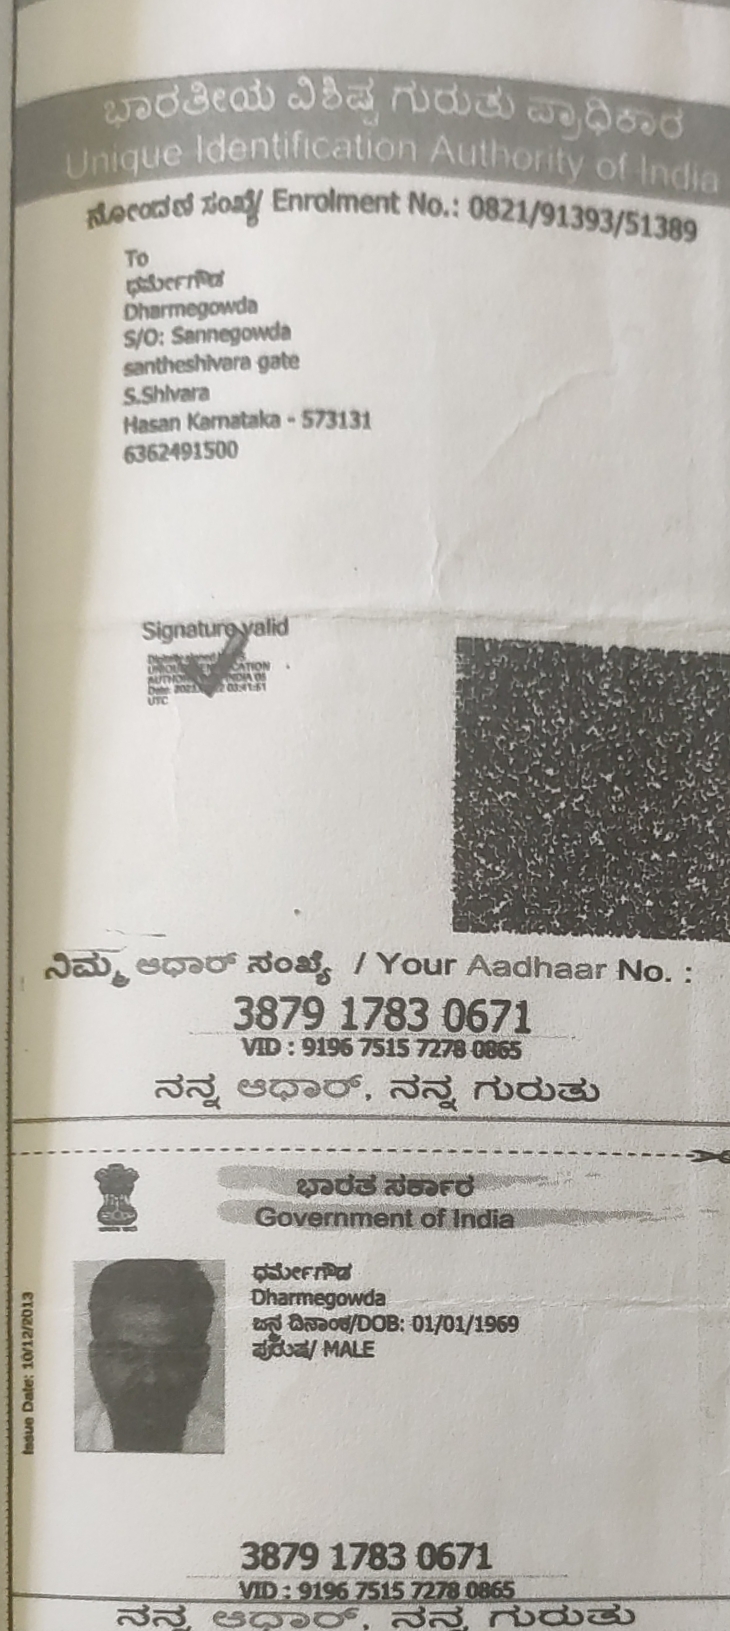 ಭಾರತೀಯ ವಿಶಿಷ್ಟ ಗುರುತು ಪ್ರಾಧಿಕಾರ
Unique Identification Authority of India
ನೋಂದಣಿ ಸಂಖ್ಯೆ/ Enrolment No.: 0821/91393/51389
To
ಧರ್ಮೇಗೌಡ
Dharmegowda
S/O: Sannegowda
santheshivara gate
S.Shivara
Hasan Karnataka - 573131
6362491500
Signature valid
UTC
ನಿಮ್ಮ ಆಧಾರ್ ಸಂಖ್ಯೆ / Your Aadhaar No. :
3879 1783 0671
VID : 9196 7515 7278 0865
ನನ್ನ ಆಧಾರ್, ನನ್ನ ಗುರುತು
ಭಾರತ ಸರ್ಕಾರ
Government of India
Issue Date: 10/12/2013
ಧರ್ಮೇಗೌಡ
Dharmegowda
ಜನ್ಮ ದಿನಾಂಕ/DOB: 01/01/1969
ಪುರುಷ/ MALE
3879 1783 0671
VID : 9196 7515 7278 0865
ನನ್ನ ಆಧಾರ್, ನನ್ನ ಗುರುತು